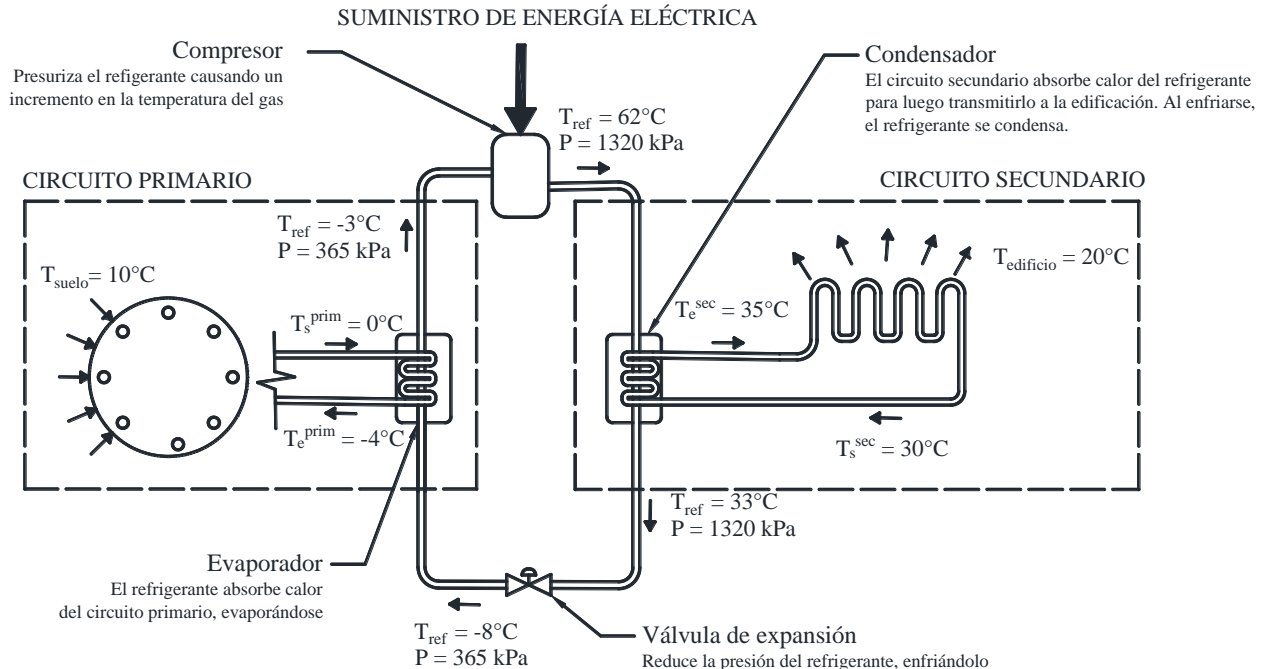 SUMINISTRO DE ENERGÍA ELÉCTRICA
Compresor
Presuriza el refigerante causando un
incremento en la temperatura del gas
Condensador
El circuito secundario absorbe calor del refrigerante
para luego transmitirlo a la edificación. Al enfriarse,
el refrigerante se condensa.
T_ref = 62°C
P = 1320 kPa
CIRCUITO PRIMARIO
CIRCUITO SECUNDARIO
T_ref = -3°C
P = 365 kPa
T_suelo = 10°C
T_edificio = 20°C
T_s^prim = 0°C
T_e^sec = 35°C
T_e^prim = -4°C
T_s^sec = 30°C
T_ref = 33°C
P = 1320 kPa
Evaporador
El refrigerante absorbe calor
del circuito primario, evaporándose
T_ref = -8°C
P = 365 kPa
Válvula de expansión
Reduce la presión del refrigerante, enfriándolo